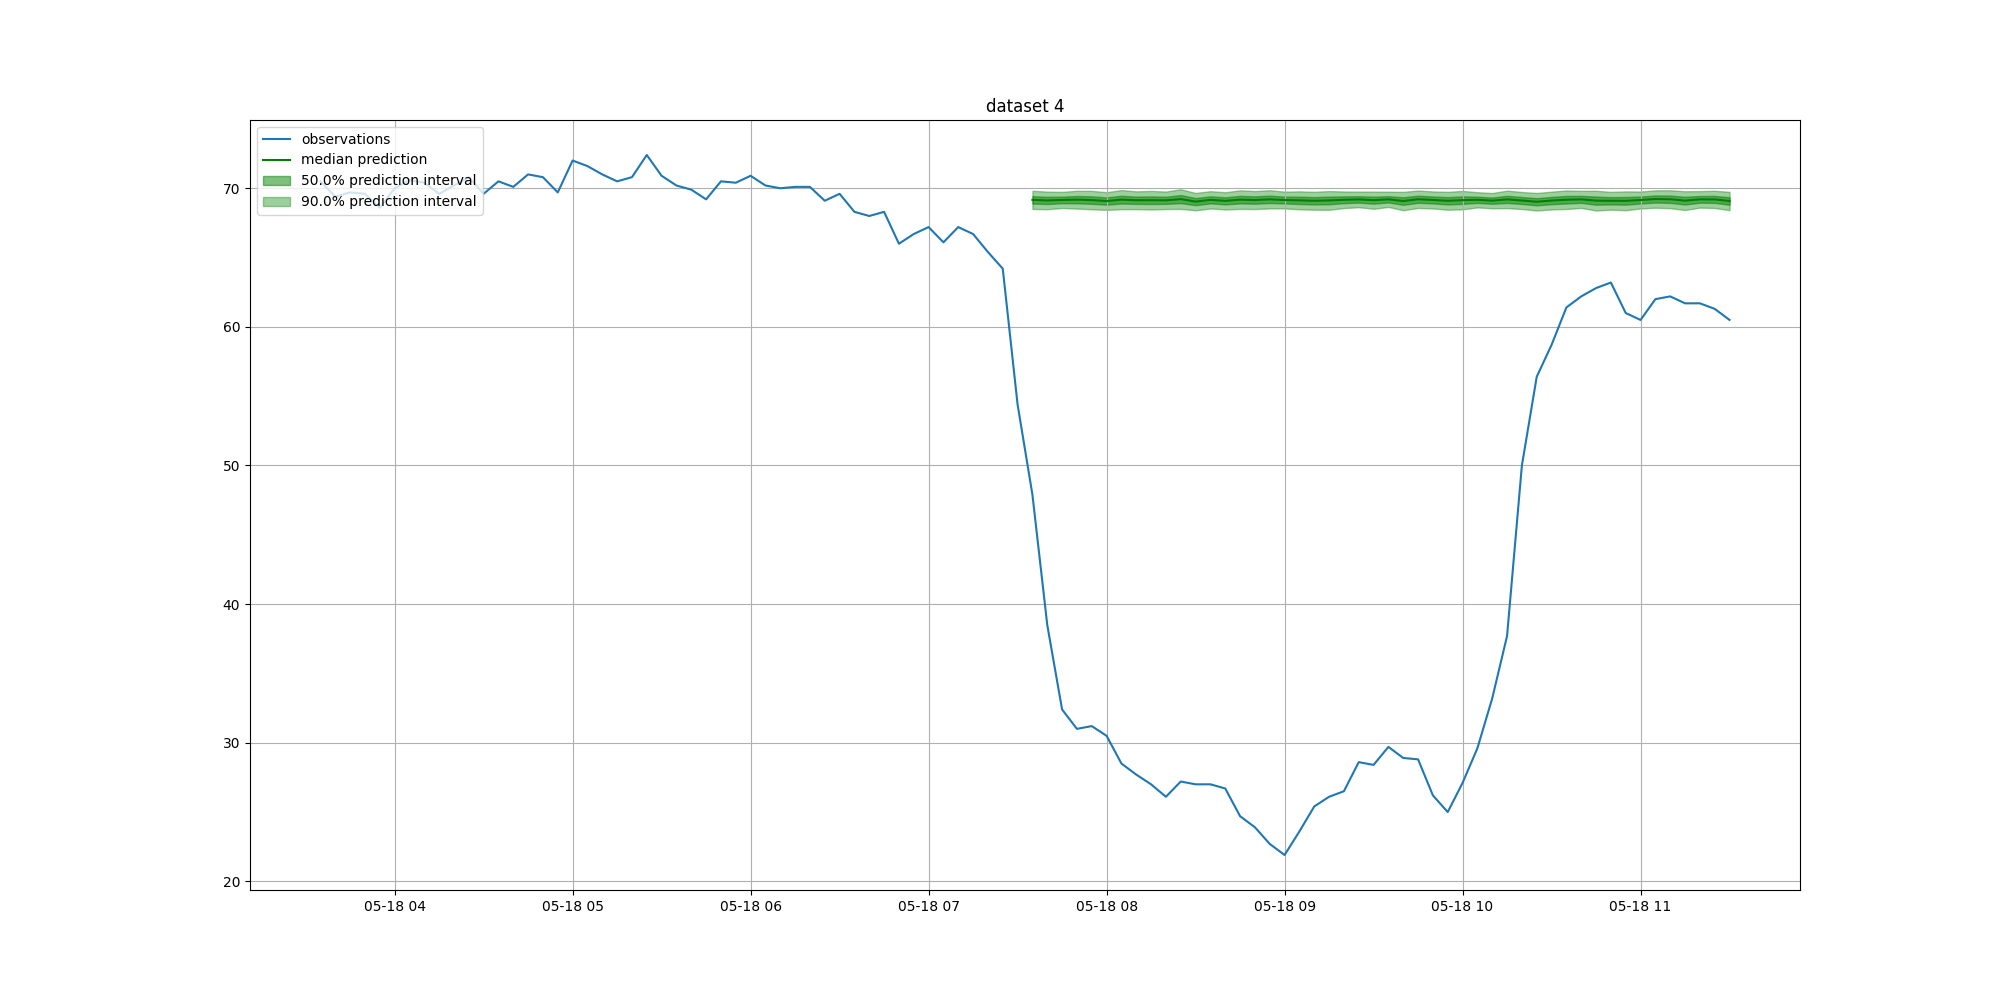 dataset 4
observations
median prediction
50.0% prediction interval
90.0% prediction interval
70
60
50
40
30
20
05-18 04
05-18 05
05-18 06
05-18 07
05-18 08
05-18 09
05-18 10
05-18 11